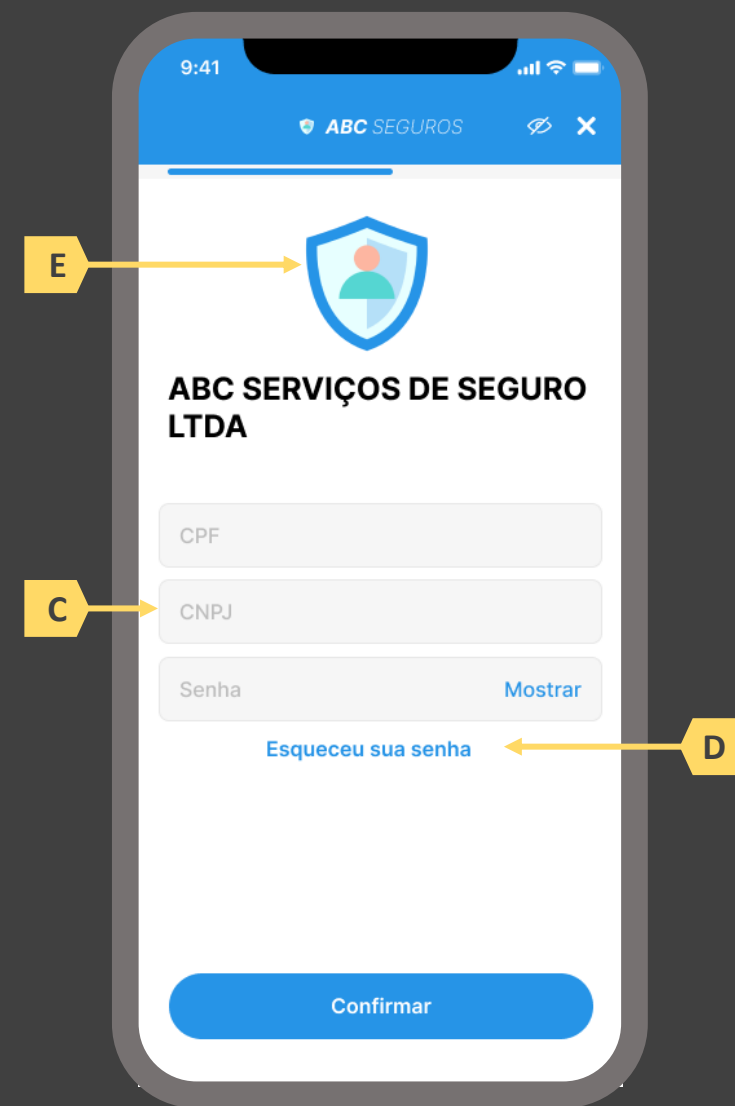 9:41
ABC SEGUROS
E
ABC SERVIÇOS DE SEGURO
LTDA
CPF
C
CNPJ
Senha Mostrar
Esqueceu sua senha
D
Confirmar